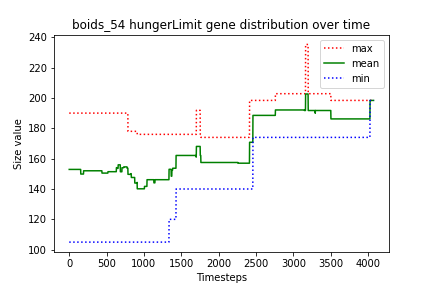 boids_54 hungerLimit gene distribution over time
240
220
200
180
160
140
120
100
Size value
max
mean
min
0 500 1000 1500 2000 2500 3000 3500 4000
Timesteps